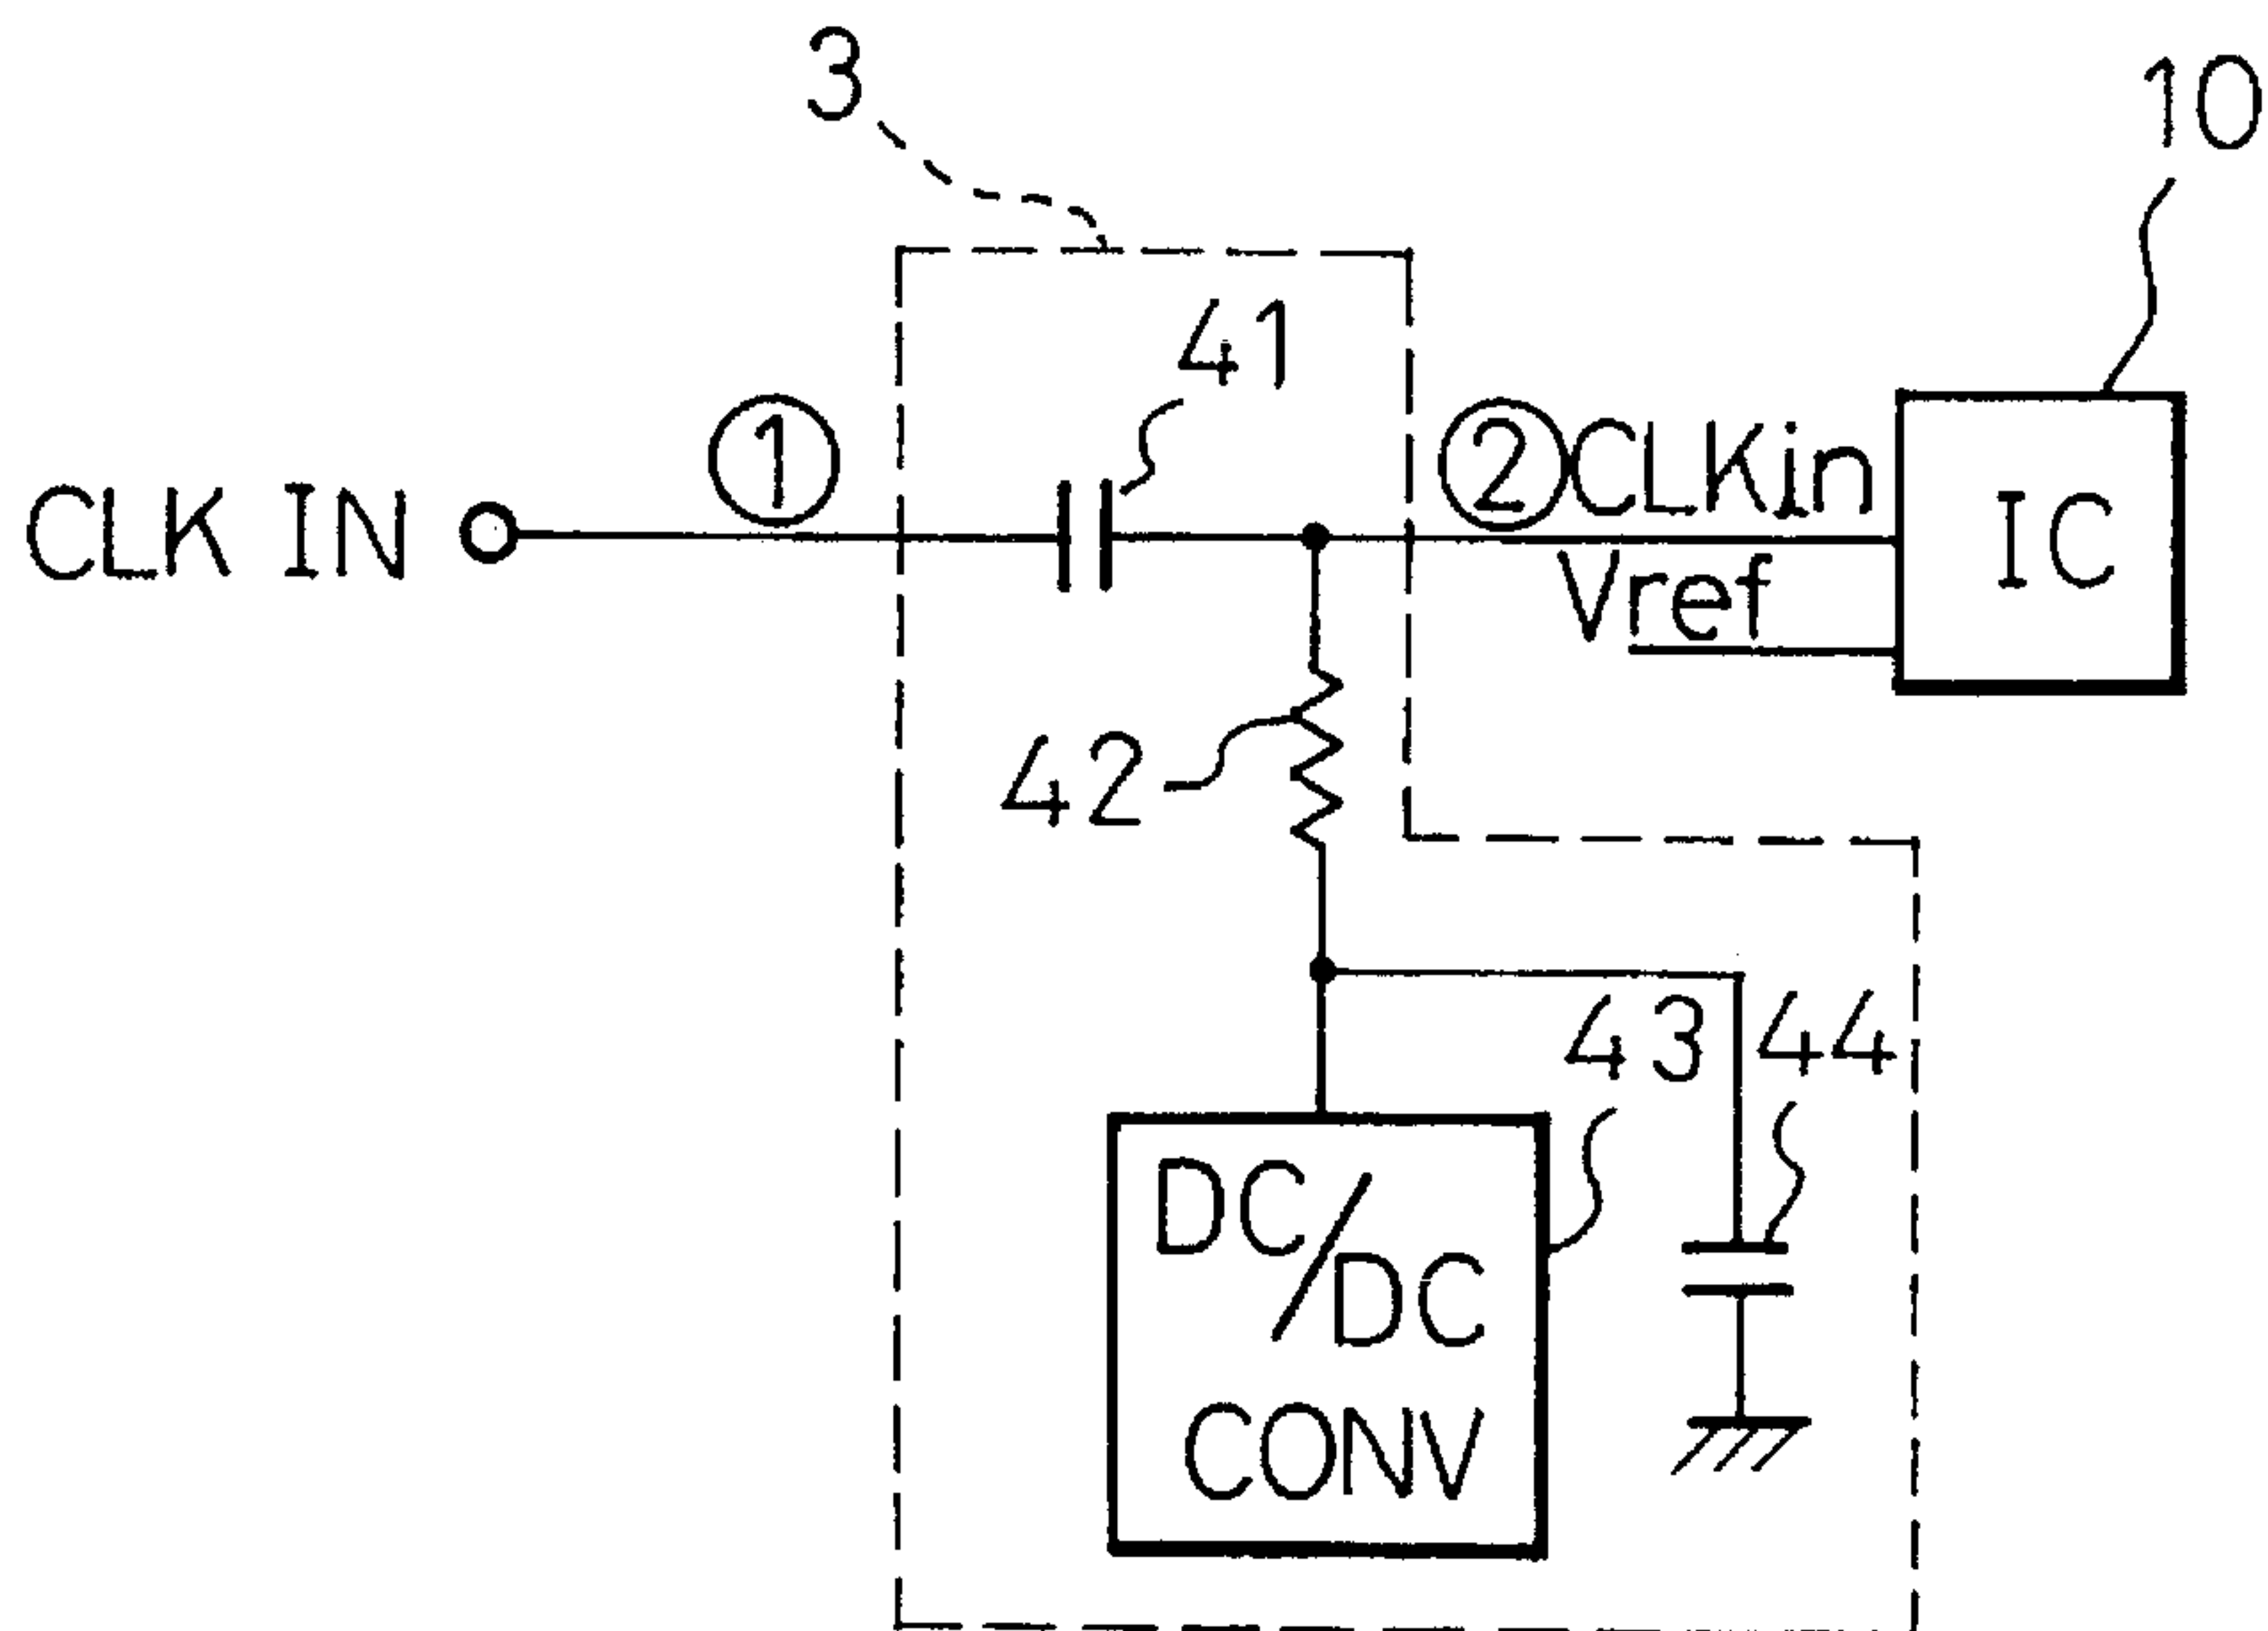 3
10
41
① ②CLKin
CLK IN
IC
Vref
42
43 44
DC/DC
CONV